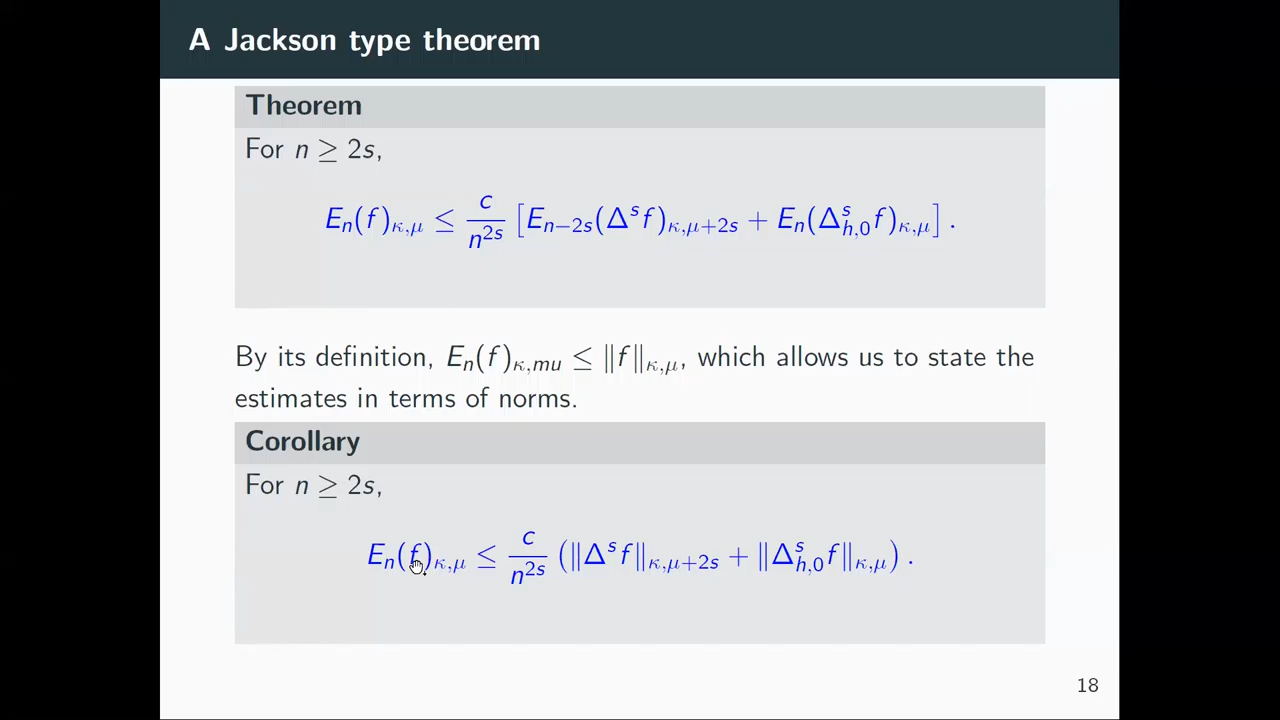 A Jackson type theorem
Theorem
For n ≥ 2s,
E_n(f)_{κ,μ} ≤ \frac{c}{n^{2s}} [E_{n−2s}(Δ^s f)_{κ,μ+2s} + E_n(Δ^s_{h,0} f)_{κ,μ}] .
By its definition, E_n(f)_{κ,mu} ≤ ‖f‖_{κ,μ}, which allows us to state the
estimates in terms of norms.
Corollary
For n ≥ 2s,
E_n(f)_{κ,μ} ≤ \frac{c}{n^{2s}} (‖Δ^s f‖_{κ,μ+2s} + ‖Δ^s_{h,0} f‖_{κ,μ}) .
18